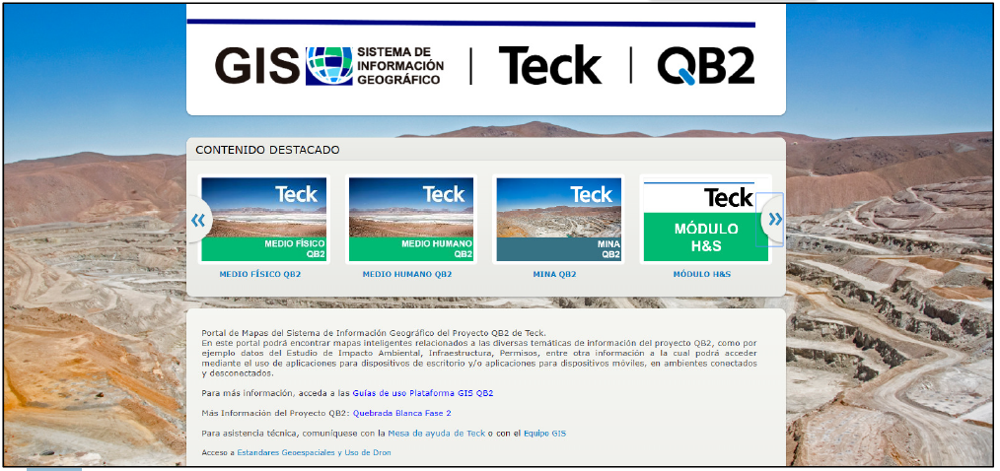 GIS SISTEMA DE INFORMACIÓN GEOGRÁFICO | Teck | QB2
CONTENIDO DESTACADO
Teck
MEDIO FÍSICO
QB2
Teck
MEDIO HUMANO
QB2
Teck
MINA
QB2
Teck
MÓDULO
H&S
« »
MEDIO FÍSICO QB2
MEDIO HUMANO QB2
MINA QB2
MÓDULO H&S
Portal de Mapas del Sistema de Información Geográfico del Proyecto QB2 de Teck.
En este portal podrá encontrar mapas inteligentes relacionados a las diversas temáticas de información del proyecto QB2, como por
ejemplo datos del Estudio de Impacto Ambiental, Infraestructura, Permisos, entre otra información a la cual podrá acceder
mediante el uso de aplicaciones para dispositivos de escritorio y/o aplicaciones para dispositivos móviles, en ambientes conectados
y desconectados.
Para más información, acceda a las Guías de uso Plataforma GIS QB2
Más Información del Proyecto QB2: Quebrada Blanca Fase 2
Para asistencia técnica, comuníquese con la Mesa de ayuda de Teck o con el Equipo GIS
Acceso a Estandares Geoespaciales y Uso de Dron